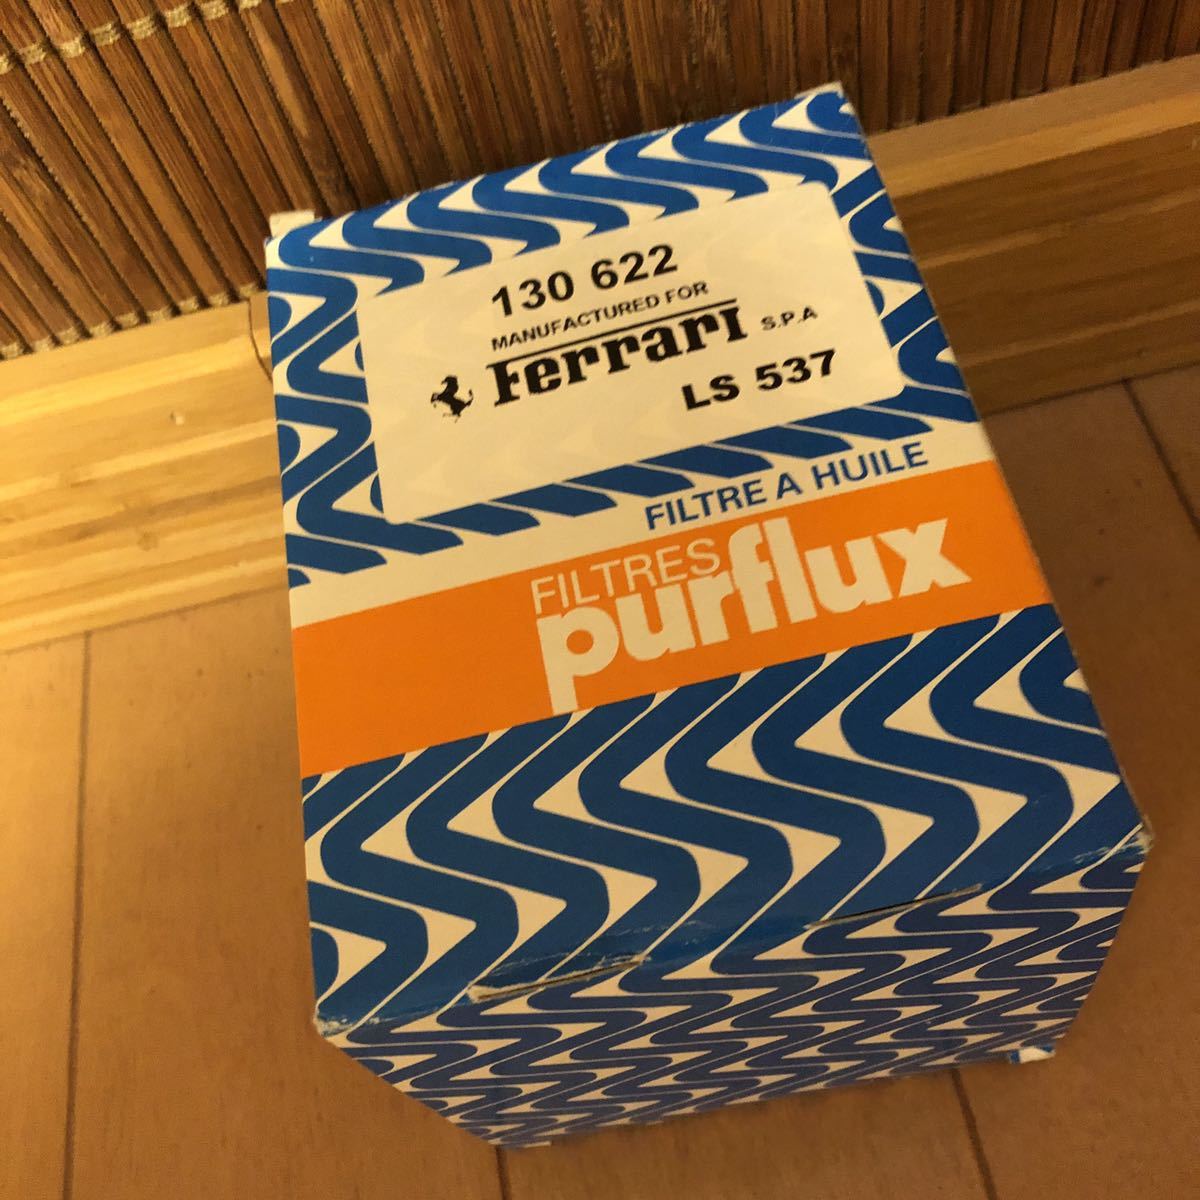 130 622
MANUFACTURED FOR
Ferrari S.P.A
LS 537
FILTRE A HUILE
FILTRES
purflux